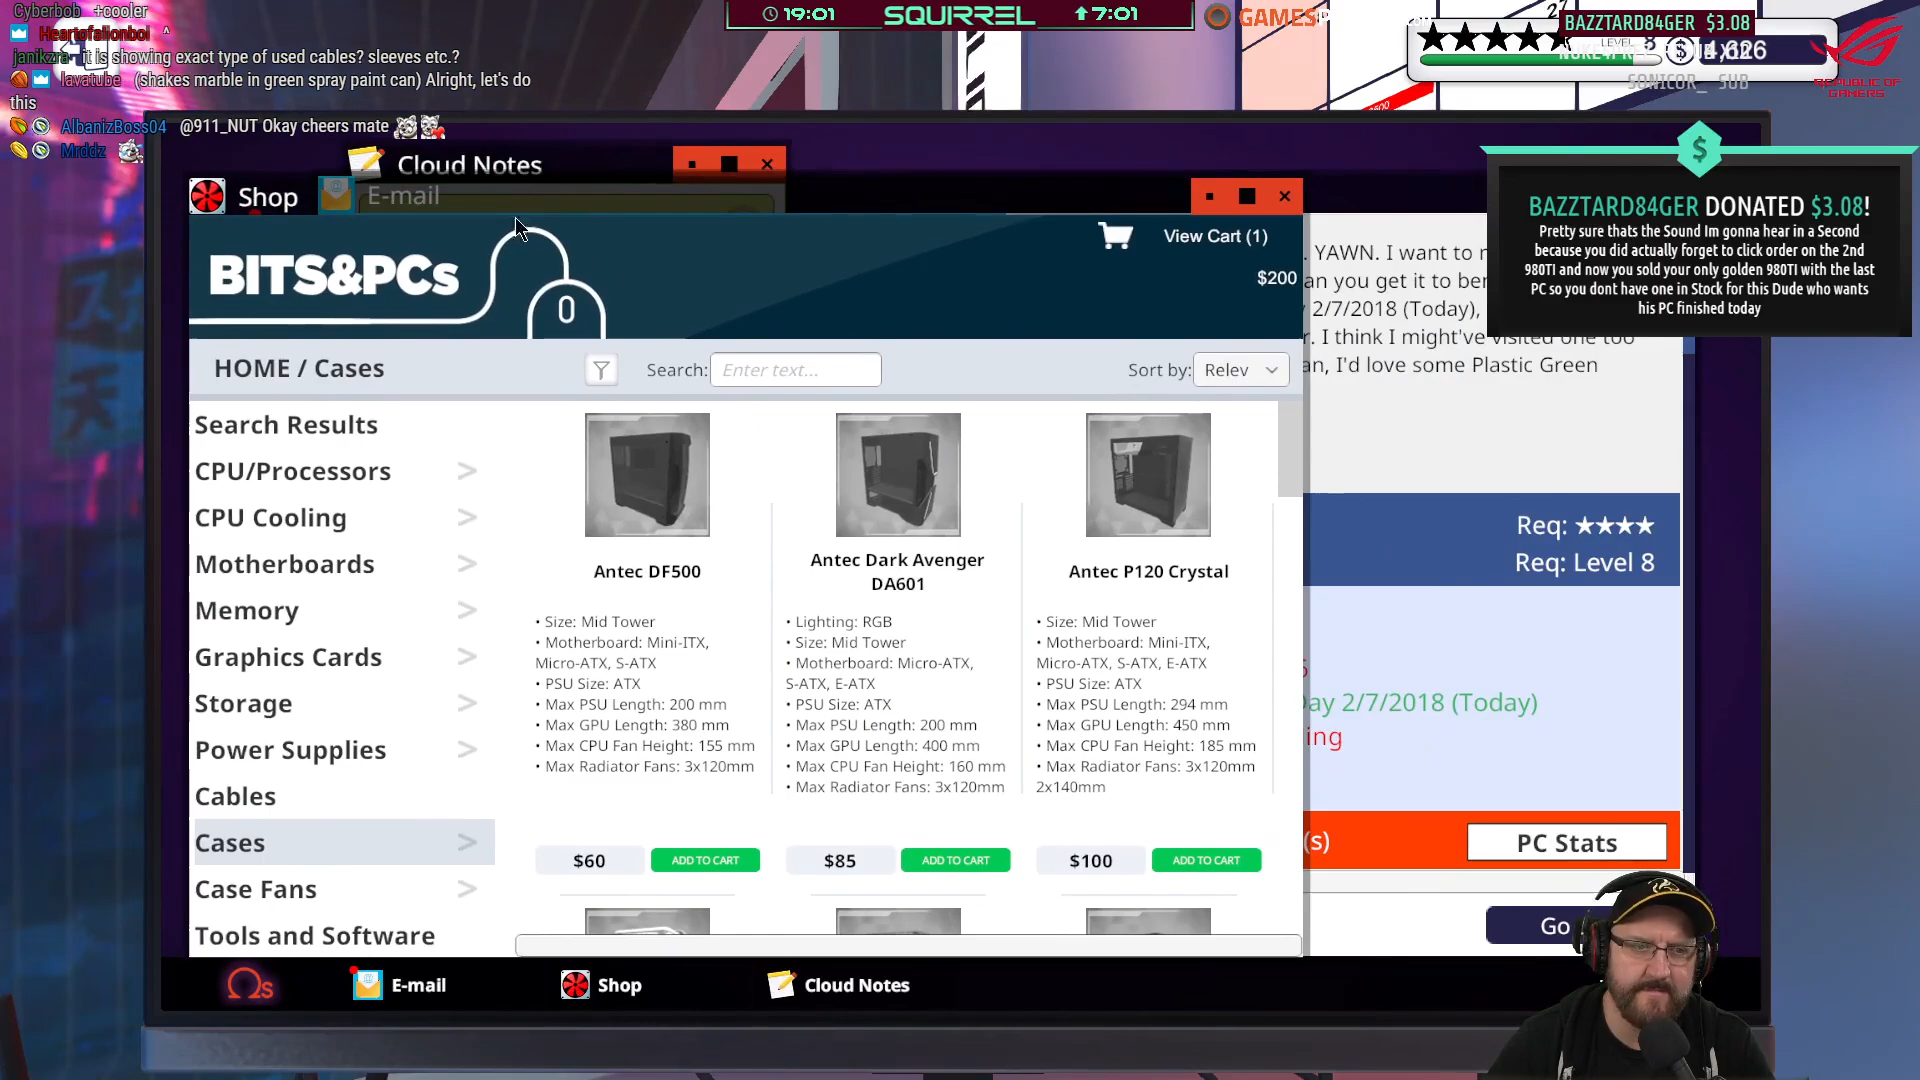 Cyberbob +cooler
Heartofalionboi ^
janikzra it is showing exact type of used cables? sleeves etc.?
lavatube (shakes marble in green spray paint can) Alright, let's do
this
AlbanizBoss04 @911_NUT Okay cheers mate
Mrddz
19:01 SQUIRREL 7:01
GAMES
BAZZTARD84GER $3.08
LEVEL
SONICOR_ SUB
REPUBLIC OF
GAMERS
BAZZTARD84GER DONATED $3.08!
Pretty sure thats the Sound Im gonna hear in a Second
because you did actually forget to click order on the 2nd
980TI and now you sold your only golden 980TI with the last
PC so you dont have one in Stock for this Dude who wants
his PC finished today
Cloud Notes
Shop
E-mail
BITS&PCs
View Cart (1)
$200
HOME / Cases
Search: Enter text...
Sort by: Relev
Search Results
CPU/Processors >
CPU Cooling >
Motherboards >
Memory >
Graphics Cards >
Storage >
Power Supplies >
Cables
Cases >
Case Fans >
Tools and Software
Antec DF500
• Size: Mid Tower
• Motherboard: Mini-ITX,
Micro-ATX, S-ATX
• PSU Size: ATX
• Max PSU Length: 200 mm
• Max GPU Length: 380 mm
• Max CPU Fan Height: 155 mm
• Max Radiator Fans: 3x120mm
$60 ADD TO CART
Antec Dark Avenger
DA601
• Lighting: RGB
• Size: Mid Tower
• Motherboard: Micro-ATX,
S-ATX, E-ATX
• PSU Size: ATX
• Max PSU Length: 200 mm
• Max GPU Length: 400 mm
• Max CPU Fan Height: 160 mm
• Max Radiator Fans: 3x120mm
$85 ADD TO CART
Antec P120 Crystal
• Size: Mid Tower
• Motherboard: Mini-ITX,
Micro-ATX, S-ATX, E-ATX
• PSU Size: ATX
• Max PSU Length: 294 mm
• Max GPU Length: 450 mm
• Max CPU Fan Height: 185 mm
• Max Radiator Fans: 3x120mm
2x140mm
$100 ADD TO CART
. YAWN. I want to
an you get it to be
2/7/2018 (Today),
r. I think I might've visited one too
an, I'd love some Plastic Green
Req: ★★★★
Req: Level 8
ay 2/7/2018 (Today)
ing
(s)
PC Stats
Go
E-mail
Shop
Cloud Notes